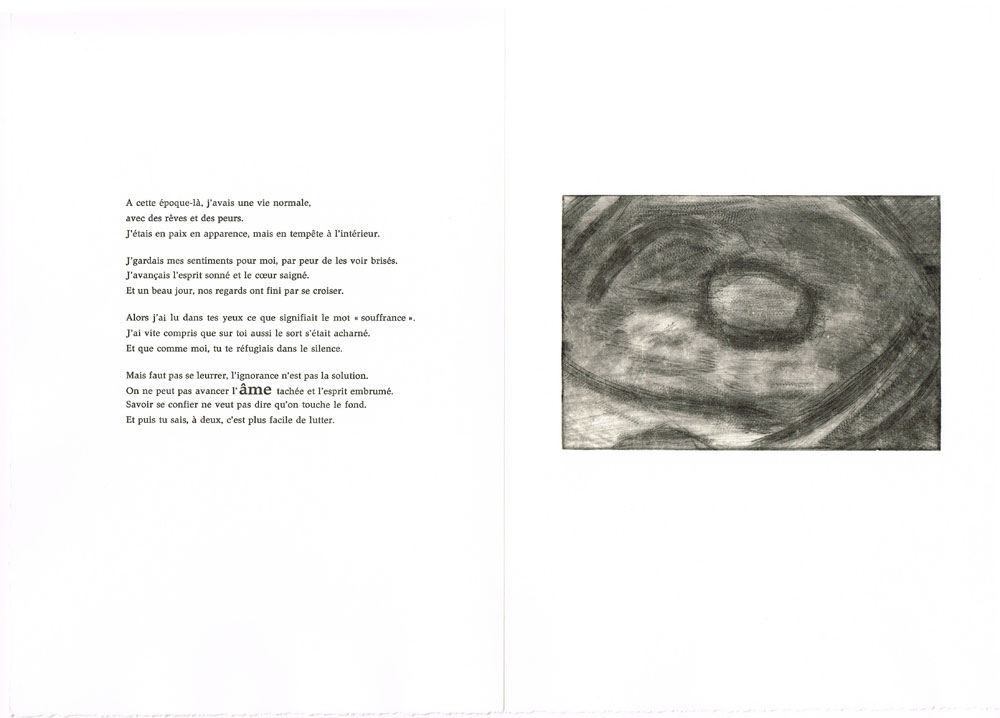 A cette époque-là, j'avais une vie normale,
avec des rêves et des peurs.
J'étais en paix en apparence, mais en tempête à l'intérieur.
J'gardais mes sentiments pour moi, par peur de les voir brisés.
J'avançais l'esprit sonné et le cœur saigné.
Et un beau jour, nos regards ont fini par se croiser.
Alors j'ai lu dans tes yeux ce que signifiait le mot « souffrance ».
J'ai vite compris que sur toi aussi le sort s'était acharné.
Et que comme moi, tu te réfugiais dans le silence.
Mais faut pas se leurrer, l'ignorance n'est pas la solution.
On ne peut pas avancer l'âme tachée et l'esprit embrumé.
Savoir se confier ne veut pas dire qu'on touche le fond.
Et puis tu sais, à deux, c'est plus facile de lutter.